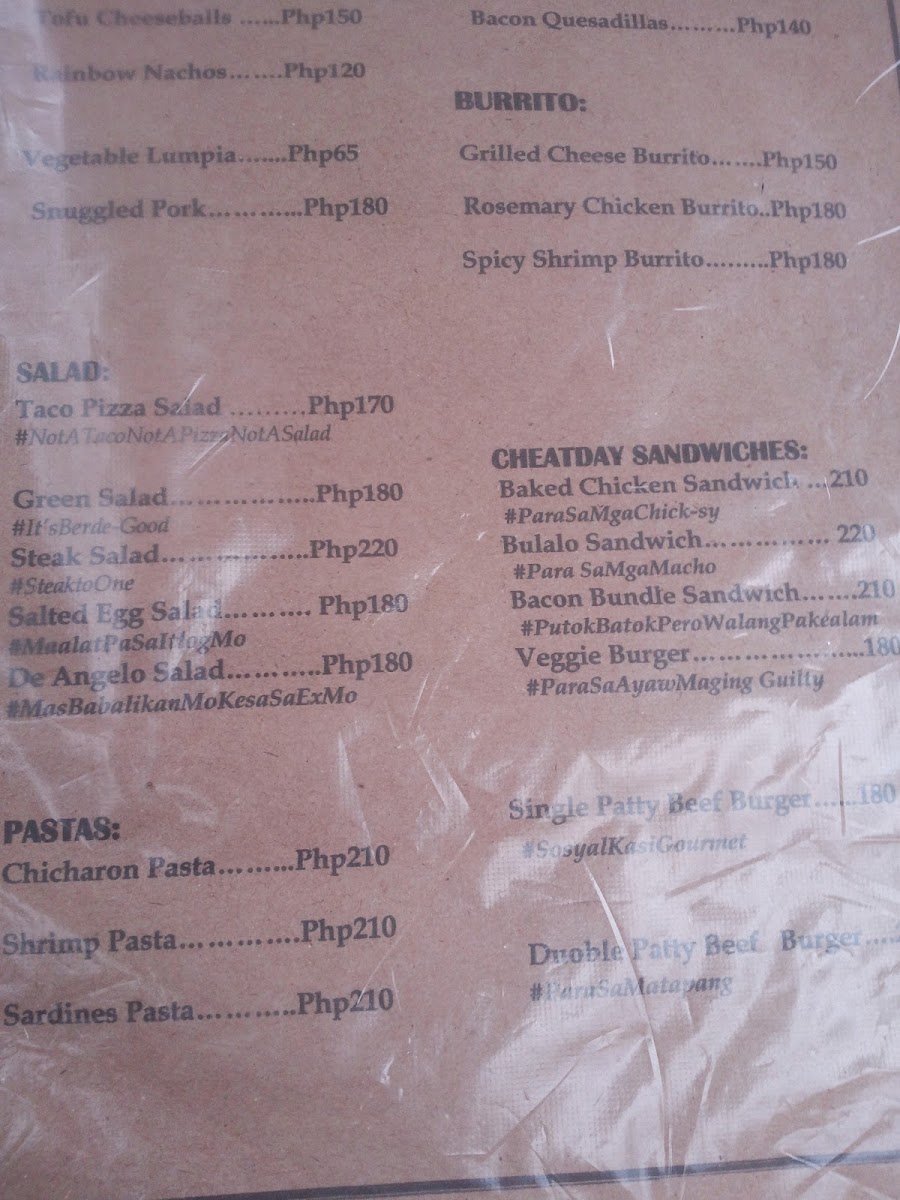 Tofu Cheeseballs ......Php150
Rainbow Nachos.......Php120
Vegetable Lumpia.......Php65
Snuggled Pork............Php180
SALAD:
Taco Pizza Salad .........Php170
#NotATacoNotAPizzaNotASalad
Green Salad..................Php180
#It'sBerde-Good
Steak Salad..................Php220
#SteaktoOne
Salted Egg Salad.......... Php180
#MaalatPaSaItlogMo
De Angelo Salad...........Php180
#MasBabalikanMoKesaSaExMo
PASTAS:
Chicharon Pasta.........Php210
Shrimp Pasta.............Php210
Sardines Pasta...........Php210
Bacon Quesadillas.........Php140
BURRITO:
Grilled Cheese Burrito.......Php150
Rosemary Chicken Burrito..Php180
Spicy Shrimp Burrito.........Php180
CHEATDAY SANDWICHES:
Baked Chicken Sandwich ...210
#ParaSaMgaChick-sy
Bulalo Sandwich............... 220
#Para SaMgaMacho
Bacon Bundle Sandwich.......210
#PutokBatokPeroWalangPakealam
Veggie Burger.....................180
#ParaSaAyawMaging Guilty
Single Patty Beef Burger......180
#SosyalKasiGourmet
Duoble Patty Beef Burger.....
#ParaSaMatapang